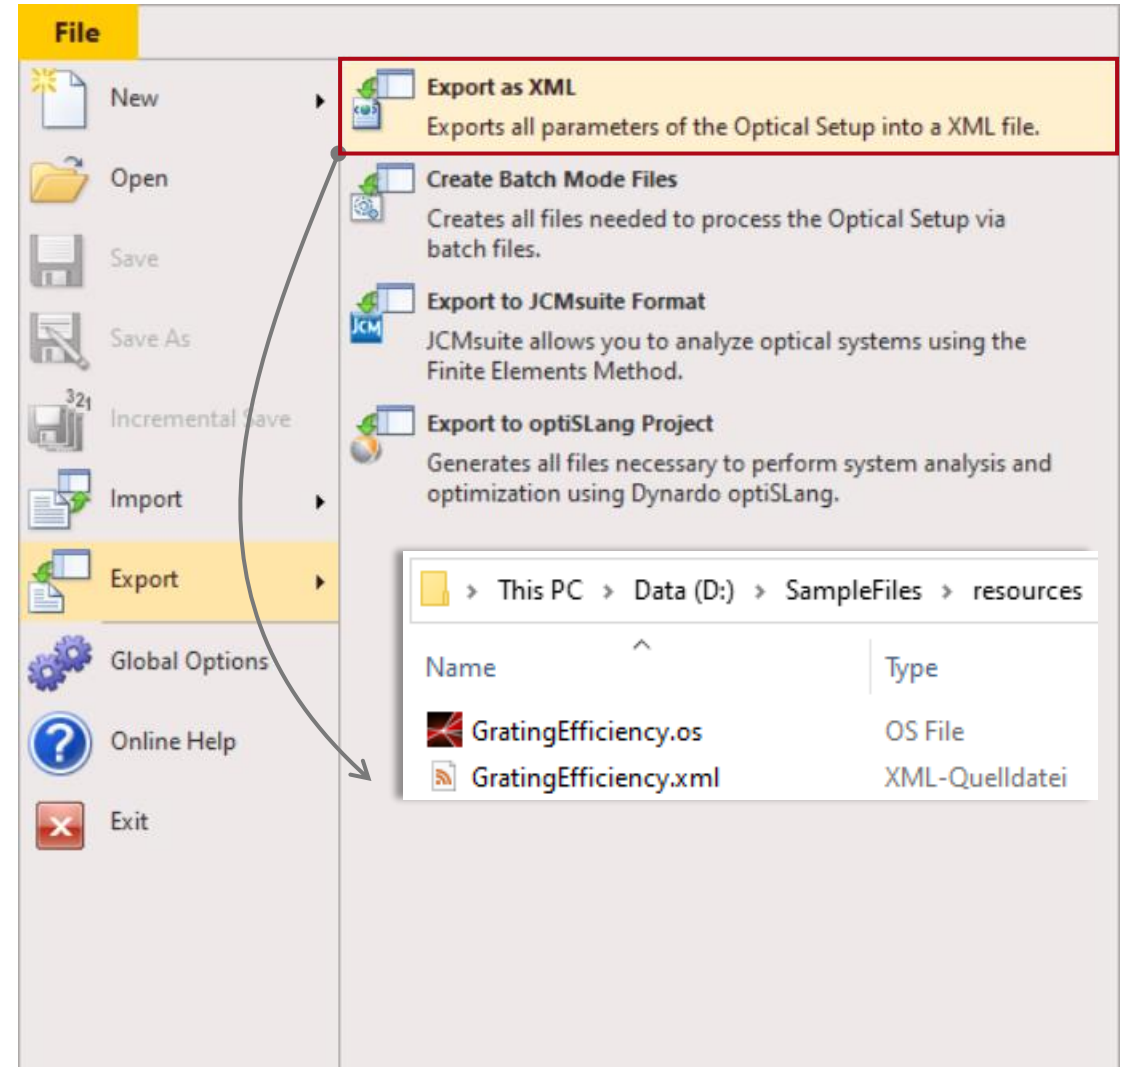 File
New
Open
Save
Save As
321
Incremental Save
Import
Export
Global Options
Online Help
Exit
Export as XML
Exports all parameters of the Optical Setup into a XML file.
Create Batch Mode Files
Creates all files needed to process the Optical Setup via
batch files.
JCM
Export to JCMsuite Format
JCMsuite allows you to analyze optical systems using the
Finite Elements Method.
Export to optiSLang Project
Generates all files necessary to perform system analysis and
optimization using Dynardo optiSLang.
> This PC > Data (D:) > SampleFiles > resources
Name Type
GratingEfficiency.os OS File
GratingEfficiency.xml XML-Quelldatei